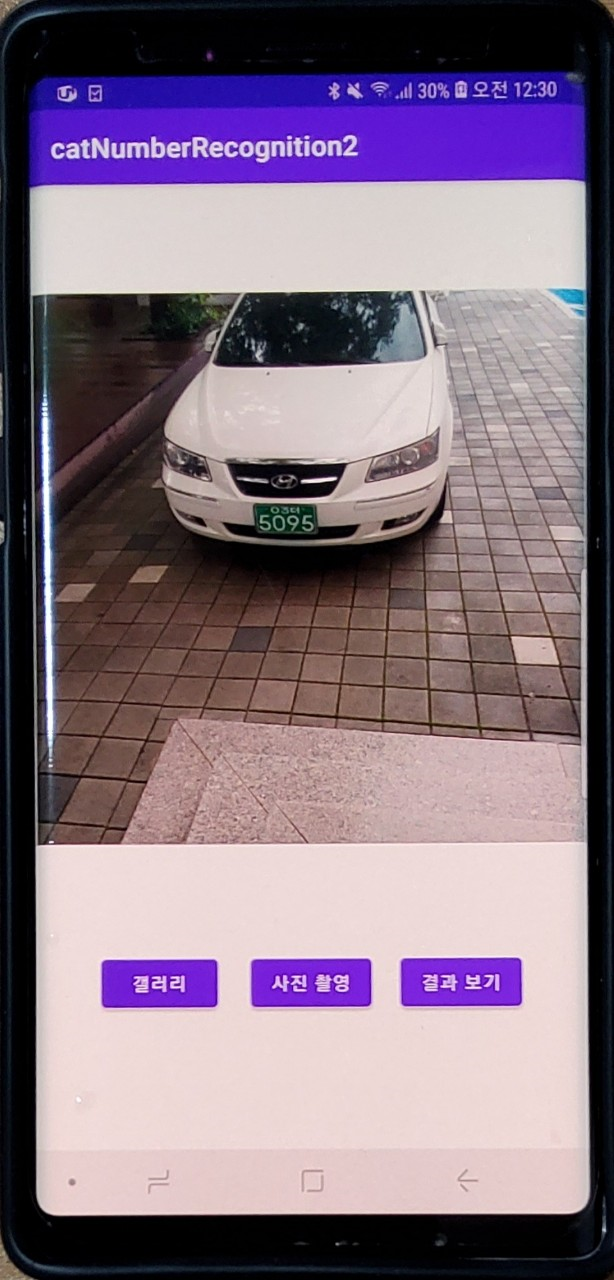 30% 오전 12:30
catNumberRecognition2
5095
갤러리
사진 촬영
결과 보기